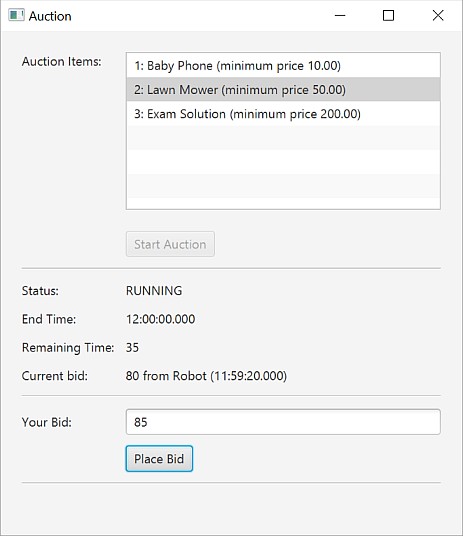 Auction
Auction Items:
1: Baby Phone (minimum price 10.00)
2: Lawn Mower (minimum price 50.00)
3: Exam Solution (minimum price 200.00)
Start Auction
Status: RUNNING
End Time: 12:00:00.000
Remaining Time: 35
Current bid: 80 from Robot (11:59:20.000)
Your Bid: 85
Place Bid